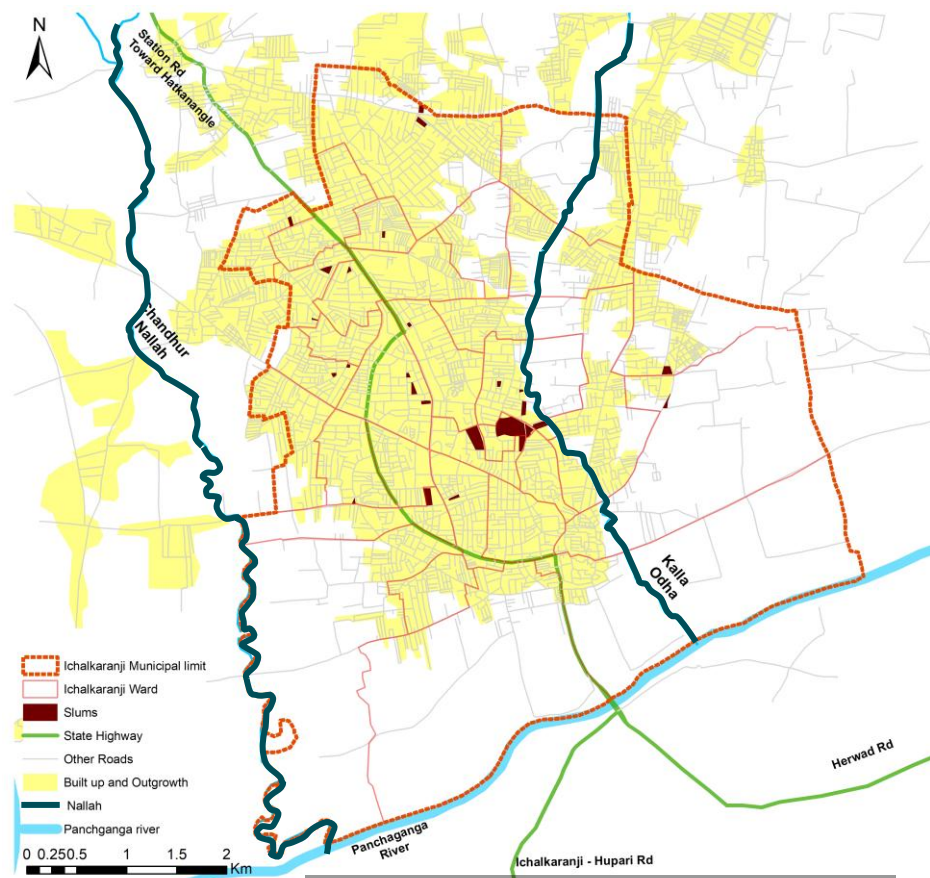 N
Station Rd
Toward Hatkanangle
Chandhur
Nallah
Kalla
Odha
Ichalkaranji Municipal limit
Ichalkaranji Ward
Slums
State Highway
Other Roads
Built up and Outgrowth
Nallah
Panchganga river
0 0.25 0.5 1 1.5 2
Km
Panchaganga
River
Herwad Rd
Ichalkaranji - Hupari Rd